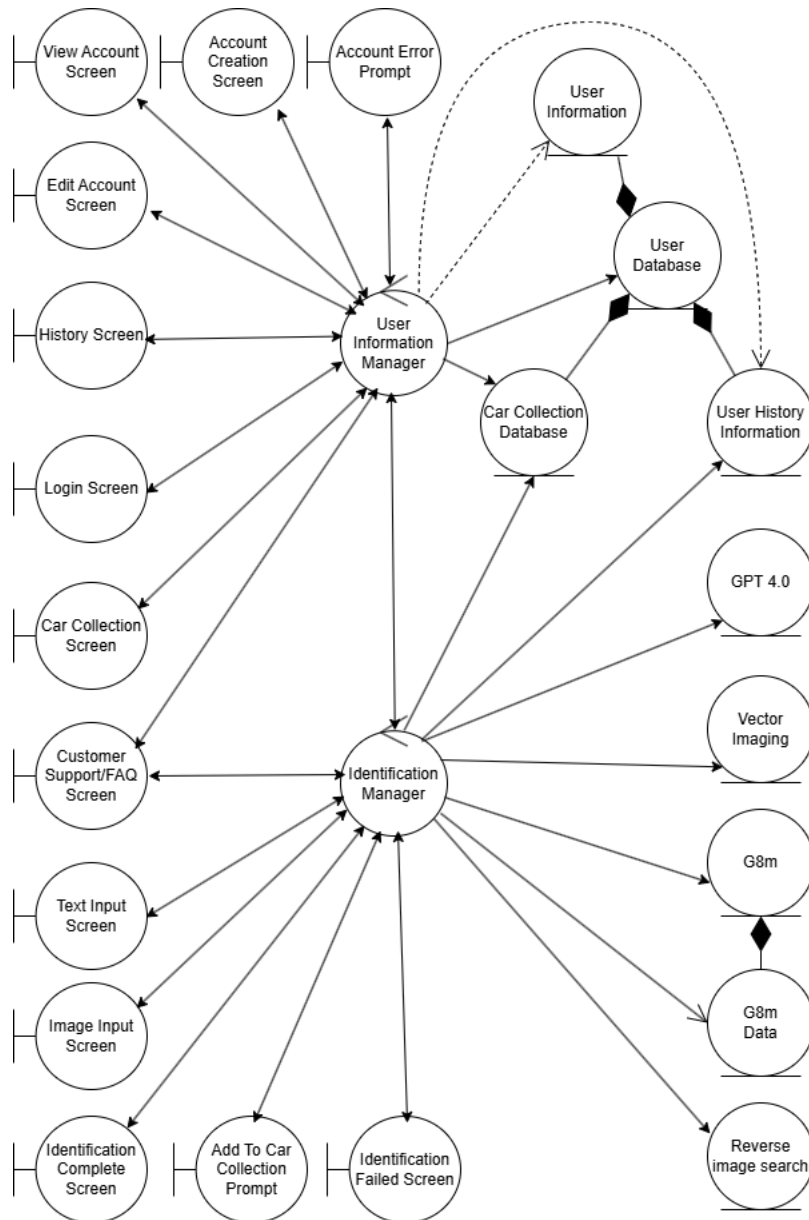 View Account
Screen
Account
Creation
Screen
Account Error
Prompt
User
Information
Edit Account
Screen
User
Database
History Screen
User
Information
Manager
Car Collection
Database
User History
Information
Login Screen
GPT 4.0
Car Collection
Screen
Vector
Imaging
Customer
Support/FAQ
Screen
Identification
Manager
G8m
Text Input
Screen
Image Input
Screen
G8m
Data
Identification
Complete
Screen
Add To Car
Collection
Prompt
Identification
Failed Screen
Reverse
image search